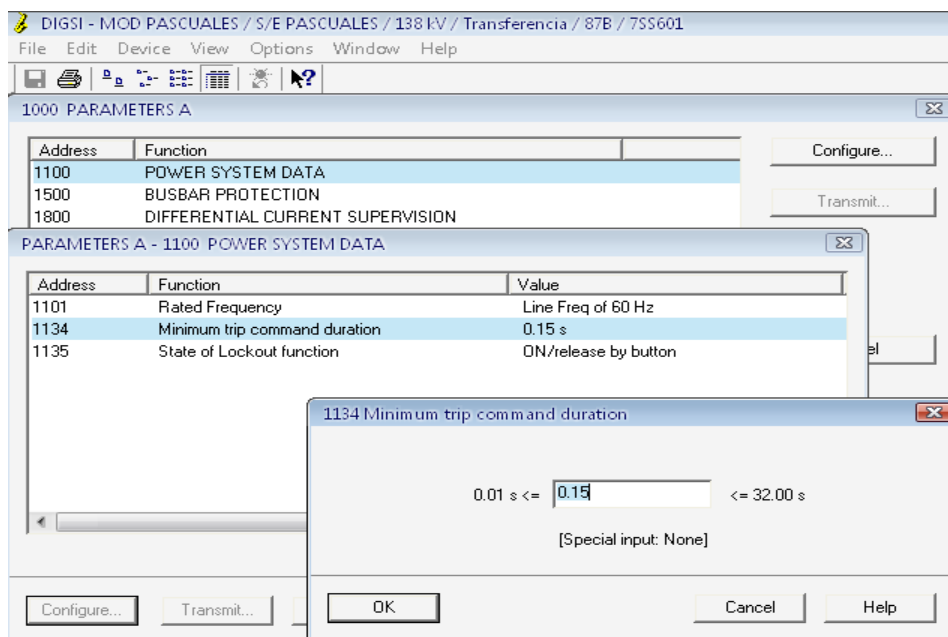 DIGSI - MOD PASCUALES / S/E PASCUALES / 138 kV / Transferencia / 87B / 7SS601
File Edit Device View Options Window Help
1000 PARAMETERS A
Address Function
1100 POWER SYSTEM DATA
1500 BUSBAR PROTECTION
1800 DIFFERENTIAL CURRENT SUPERVISION
Configure...
Transmit...
PARAMETERS A - 1100 POWER SYSTEM DATA
Address Function Value
1101 Rated Frequency Line Freq of 60 Hz
1134 Minimum trip command duration 0.15 s
1135 State of Lockout function ON/release by button
el
1134 Minimum trip command duration
0.01 s <= 0.15 <= 32.00 s
[Special input: None]
Configure... Transmit...
OK Cancel Help